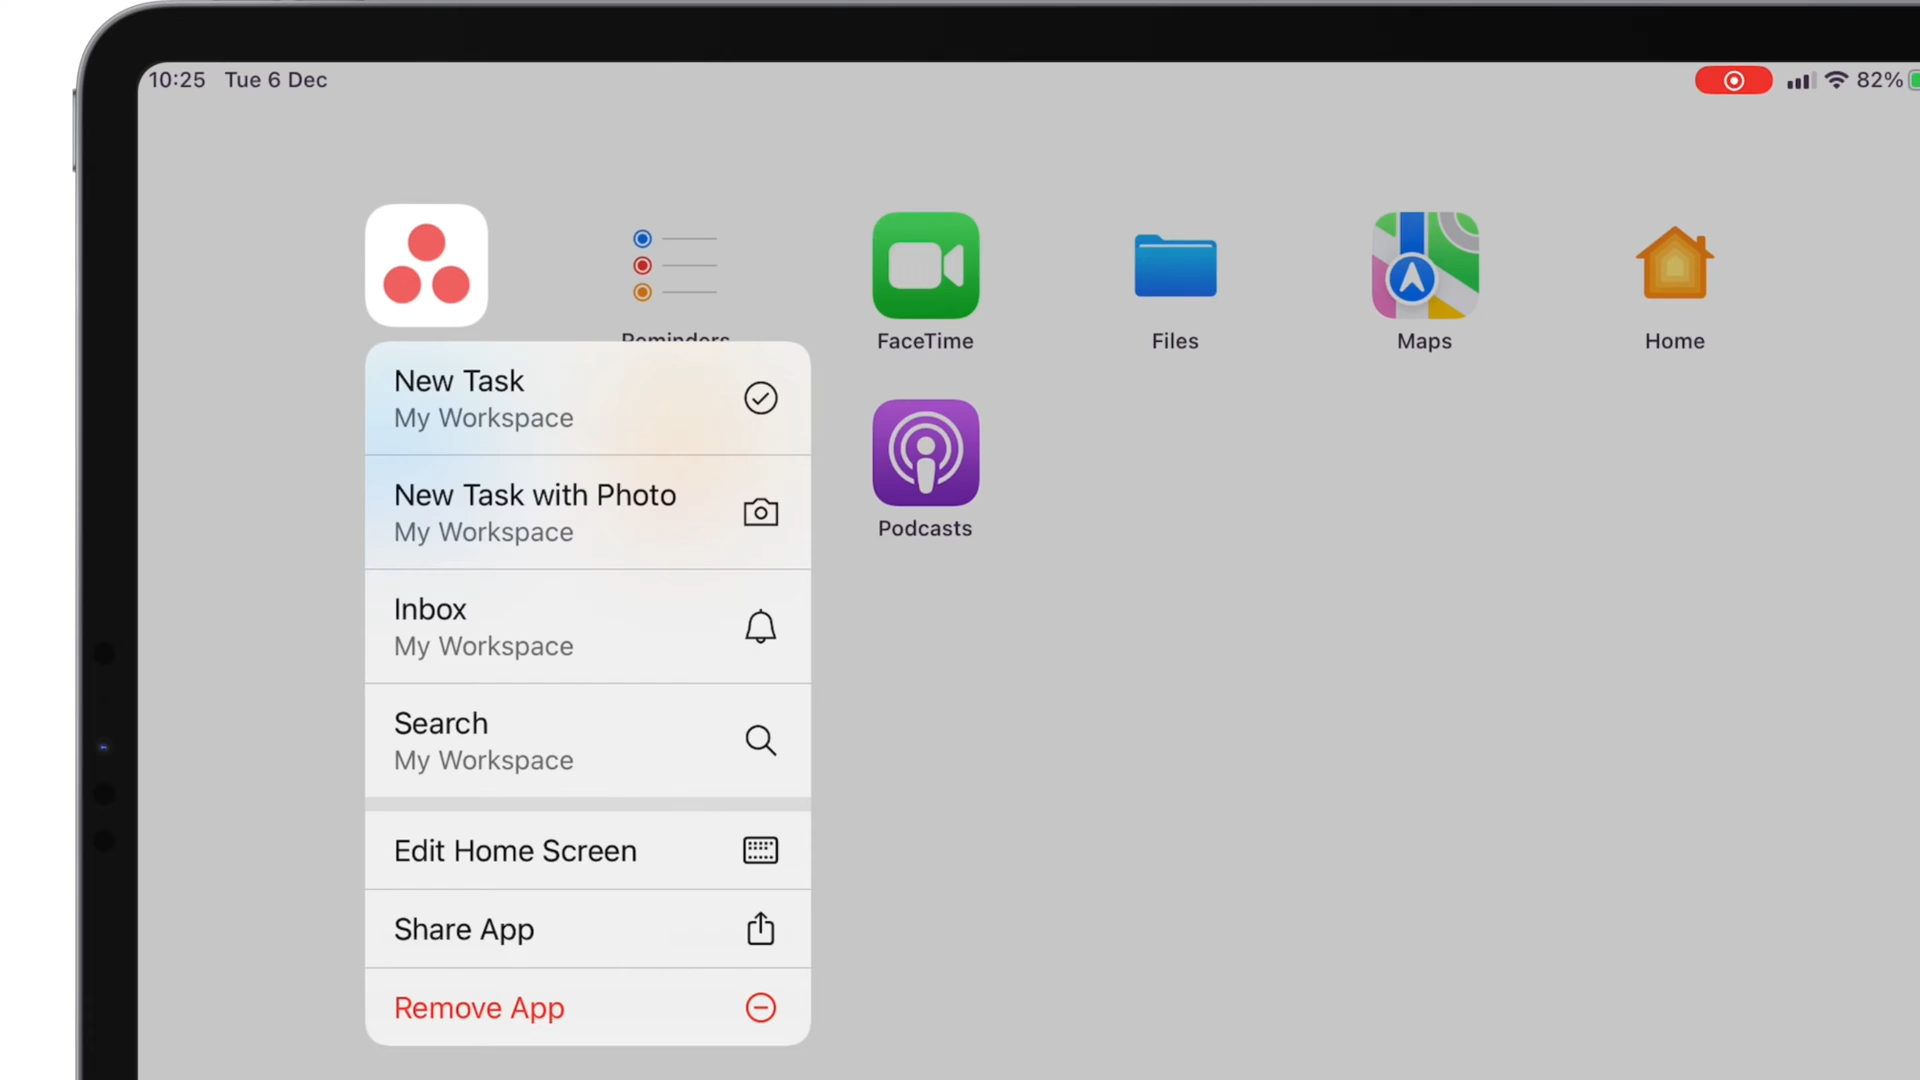 10:25 Tue 6 Dec 82%
Reminders FaceTime Files Maps Home
New Task
My Workspace
New Task with Photo
My Workspace
Podcasts
Inbox
My Workspace
Search
My Workspace
Edit Home Screen
Share App
Remove App